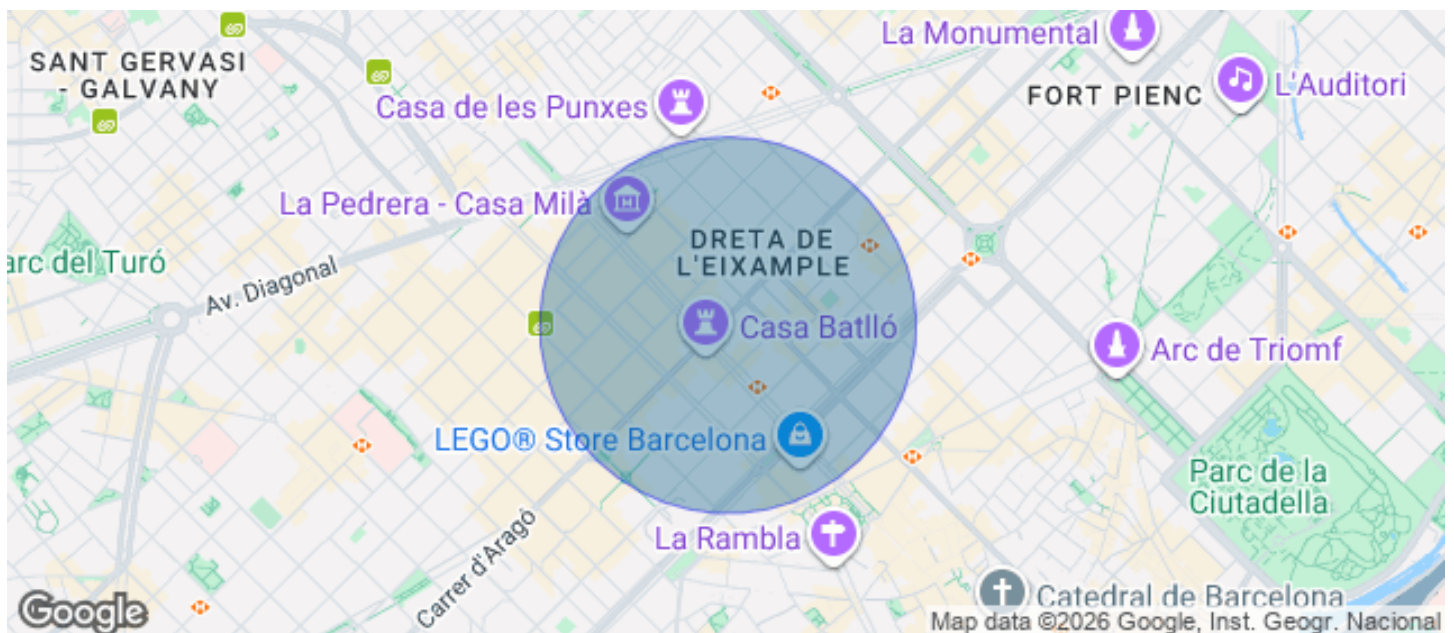 La Monumental
SANT GERVASI
- GALVANY
L'Auditori
FORT PIENC
Casa de les Punxes
La Pedrera - Casa Milà
DRETA DE
L'EIXAMPLE
arc del Turó
Av. Diagonal
Casa Batlló
Arc de Triomf
LEGO® Store Barcelona
Parc de la
Ciutadella
La Rambla
Carrer d'Aragó
Catedral de Barcelona
Google
Map data ©2026 Google, Inst. Geogr. Nacional